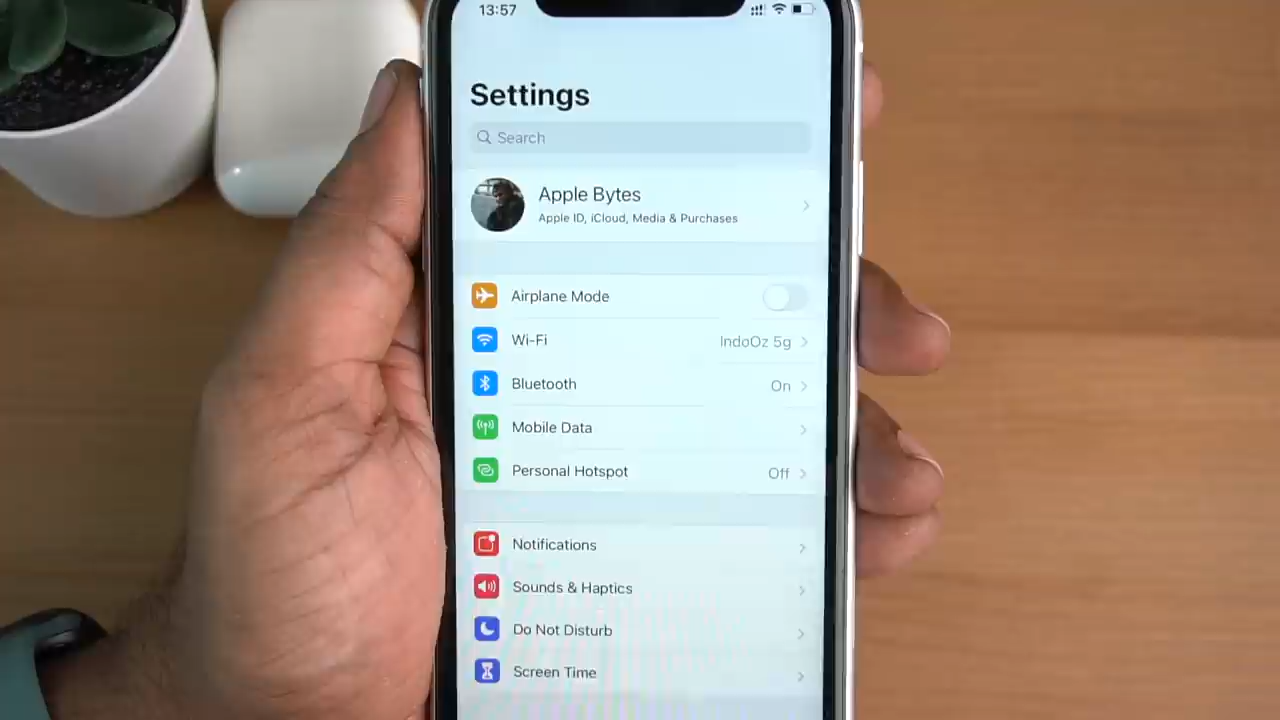 13:57
Settings
Search
Apple Bytes
Apple ID, iCloud, Media & Purchases
Airplane Mode
Wi-Fi IndoOz 5g
Bluetooth On
Mobile Data
Personal Hotspot Off
Notifications
Sounds & Haptics
Do Not Disturb
Screen Time